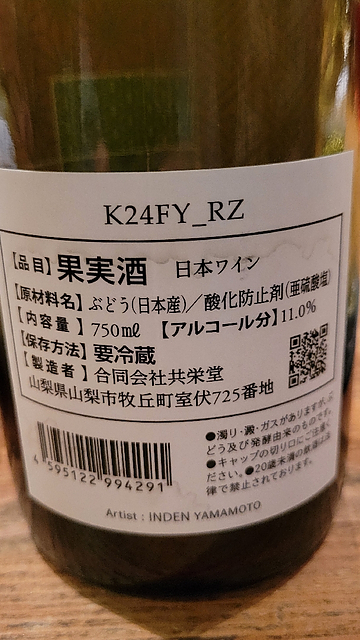 K24FY_RZ
【品目】果実酒 日本ワイン
【原材料名】ぶどう(日本産)／酸化防止剤(亜硫酸塩)
【内容量】750mℓ 【アルコール分】11.0%
【保存方法】要冷蔵
【製造者】合同会社共栄堂
山梨県山梨市牧丘町室伏725番地
●濁り・澱・ガスがありますが、ぶ
どう及び発酵由来のものです。
●キャップの切り口にご注意く
ださい。●20歳未満の飲酒は法
律で禁止されております。
4 595122 994291
Artist : INDEN YAMAMOTO